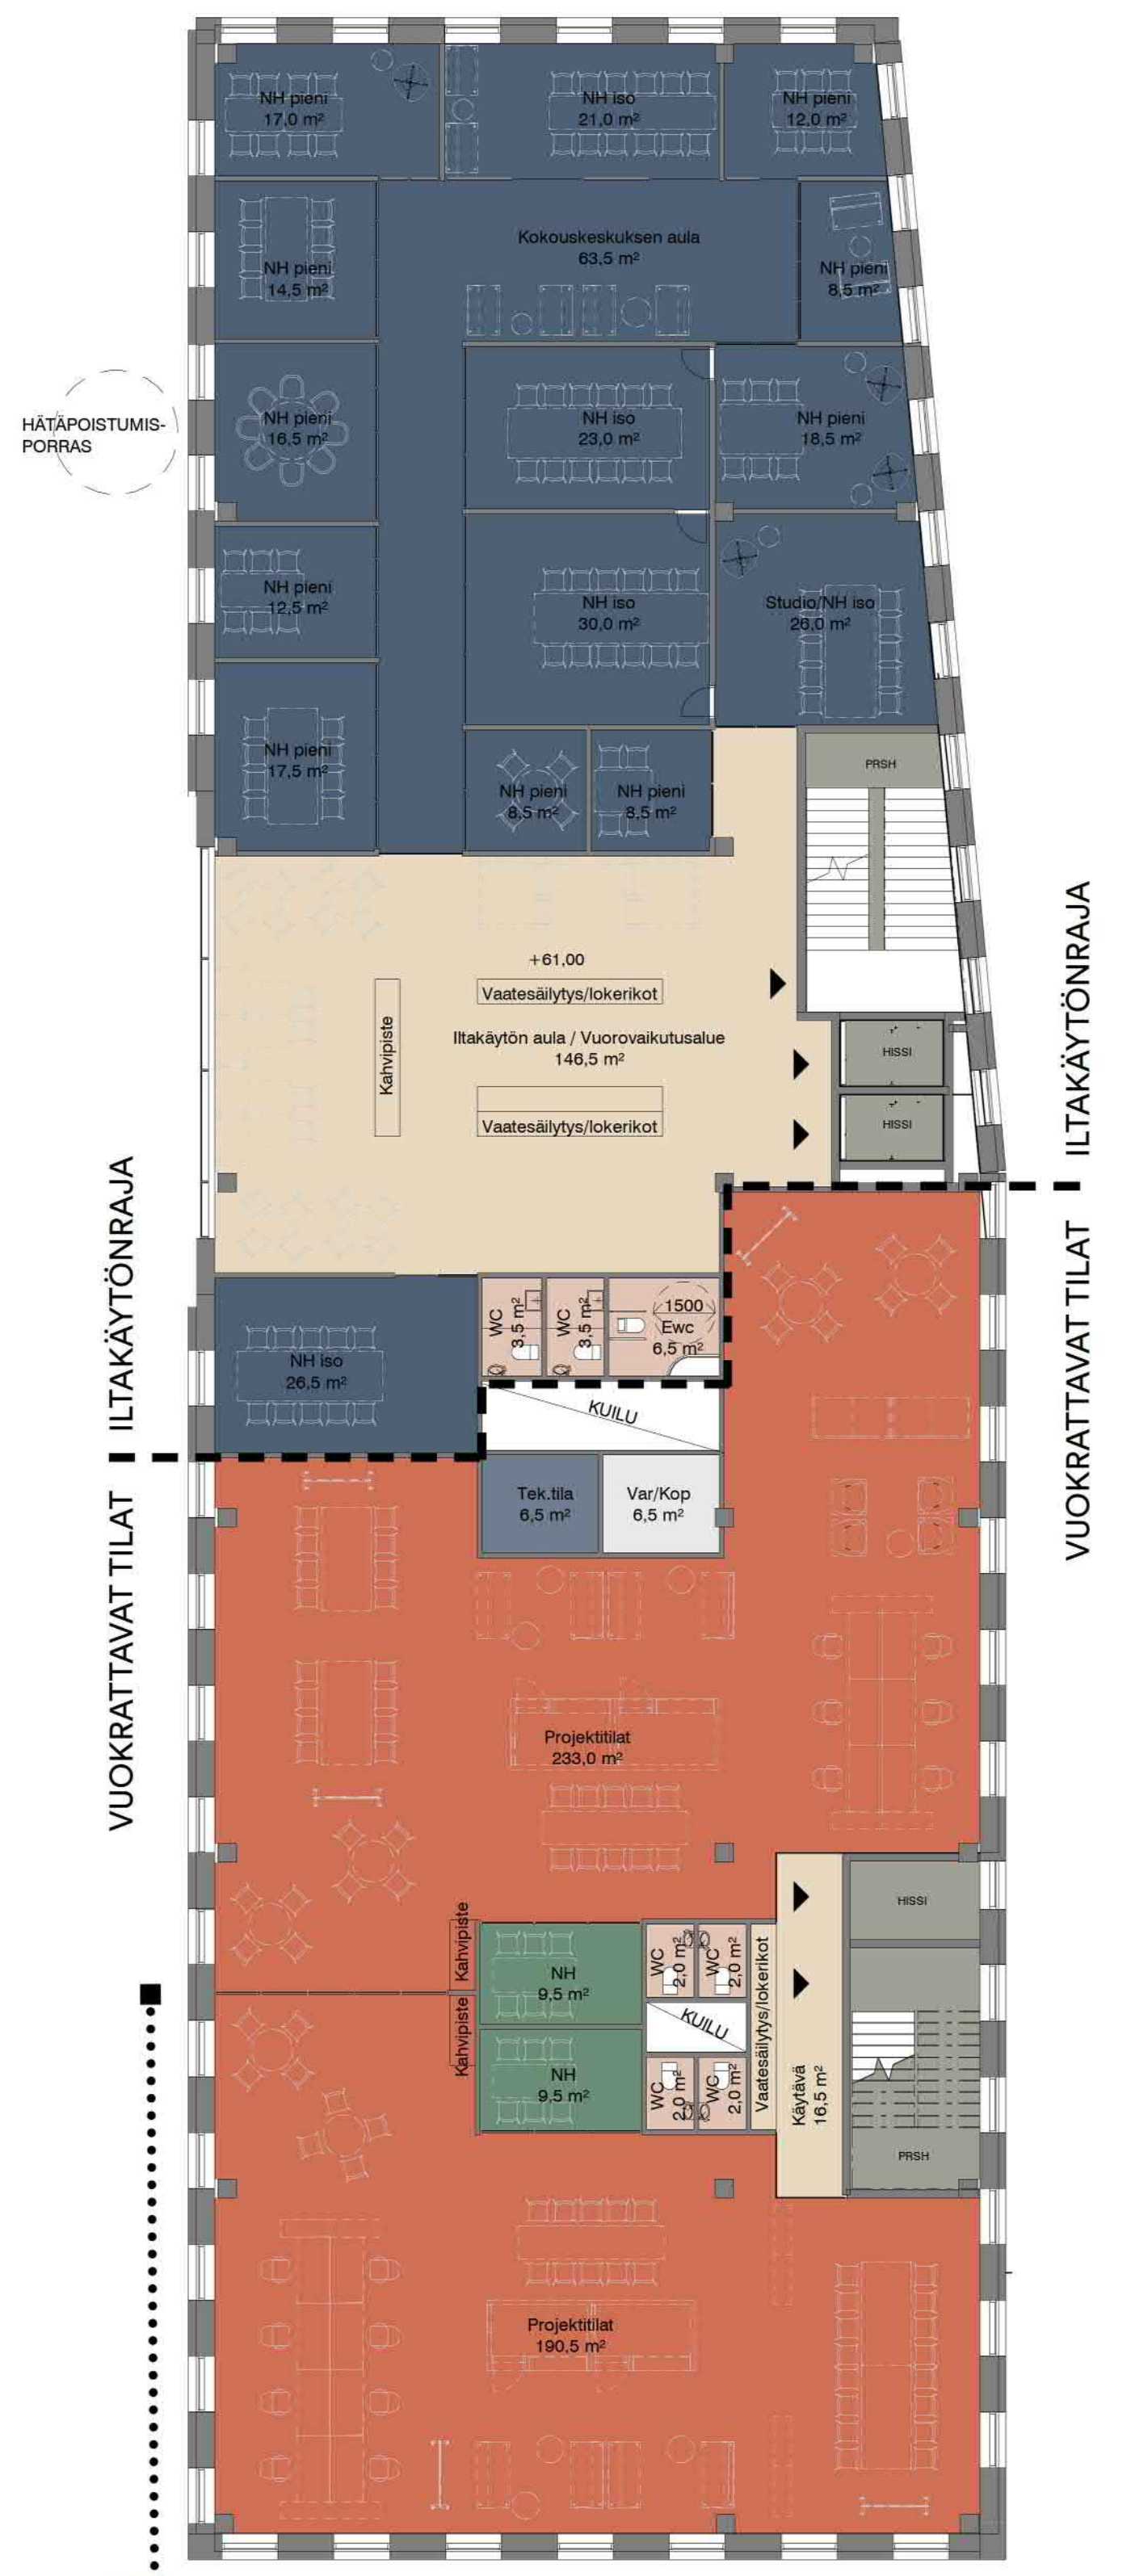 NH pieni
17,0 m²
NH iso
21,0 m²
NH pieni
12,0 m²
NH pieni
14,5 m²
Kokouskeskuksen aula
63,5 m²
NH pieni
8,5 m²
HÄTÄPOISTUMIS-
PORRAS
NH pieni
16,5 m²
NH iso
23,0 m²
NH pieni
18,5 m²
NH pieni
12,5 m²
NH iso
30,0 m²
Studio/NH iso
26,0 m²
NH pieni
17,5 m²
NH pieni
8,5 m²
NH pieni
8,5 m²
PRSH
+61,00
Vaatesäilytys/lokerikot
Kahvipiste
Iltakäytön aula / Vuorovaikutusalue
146,5 m²
Vaatesäilytys/lokerikot
HISSI
HISSI
ILTAKÄYTÖNRAJA
VUOKRATTAVAT TILAT
ILTAKÄYTÖNRAJA
VUOKRATTAVAT TILAT
NH iso
26,5 m²
WC
3,5 m²
WC
3,5 m²
1500
Ewc
6,5 m²
KUILU
Tek.tila
6,5 m²
Var/Kop
6,5 m²
Projektitilat
233,0 m²
Kahvipiste
Kahvipiste
NH
9,5 m²
NH
9,5 m²
WC
2,0 m²
WC
2,0 m²
KUILU
WC
2,0 m²
WC
2,0 m²
Vaatesäilytys/lokerikot
Käytävä
16,5 m²
HISSI
PRSH
Projektitilat
190,5 m²